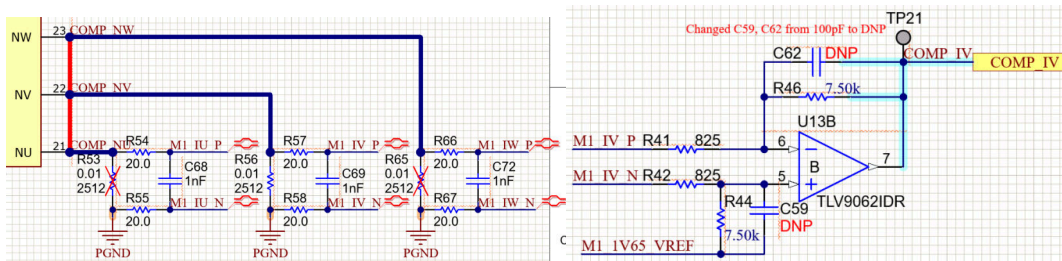 NW 23 COMP_NW
NV 22 COMP_NV
NU 21 COMP_NU
R54 M1_IU_P R57 M1_IV_P R66 M1_IW_P
R53 20.0 R56 20.0 R65 20.0
0.01 C68 0.01 C69 0.01 C72
2512 1nF 2512 1nF 2512 1nF
R55 M1_IU_N R58 M1_IV_N R67 M1_IW_N
20.0 20.0 20.0
PGND PGND PGND
TP21
Changed C59, C62 from 100pF to DNP
C62 DNP COMP_IV COMP_IV
R46 7.50k
U13B
M1_IV_P R41 825 6
B 7
M1_IV_N R42 825 5
R44 C59 TLV9062IDR
7.50k DNP
M1_1V65_VREF